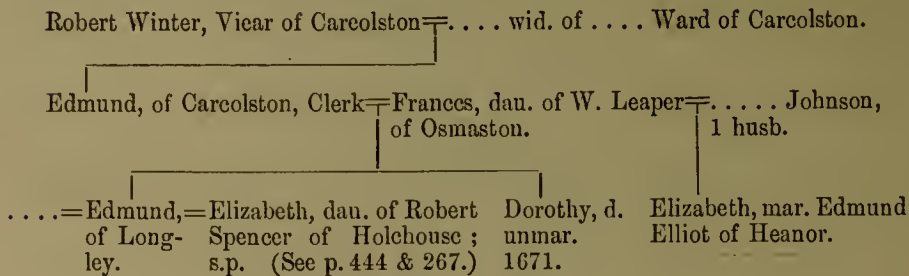 Robert Winter, Vicar of Carcolston╤. . . . wid. of . . . . Ward of Carcolston.
Edmund, of Carcolston, Clerk╤Frances, dau. of W. Leaper╤. . . . . Johnson,
of Osmaston. 1 husb.
. . . .=Edmund,=Elizabeth, dau. of Robert Dorothy, d. Elizabeth, mar. Edmund
of Long- Spencer of Holehouse ; unmar. Elliot of Heanor.
ley. s.p. (See p. 444 & 267.) 1671.